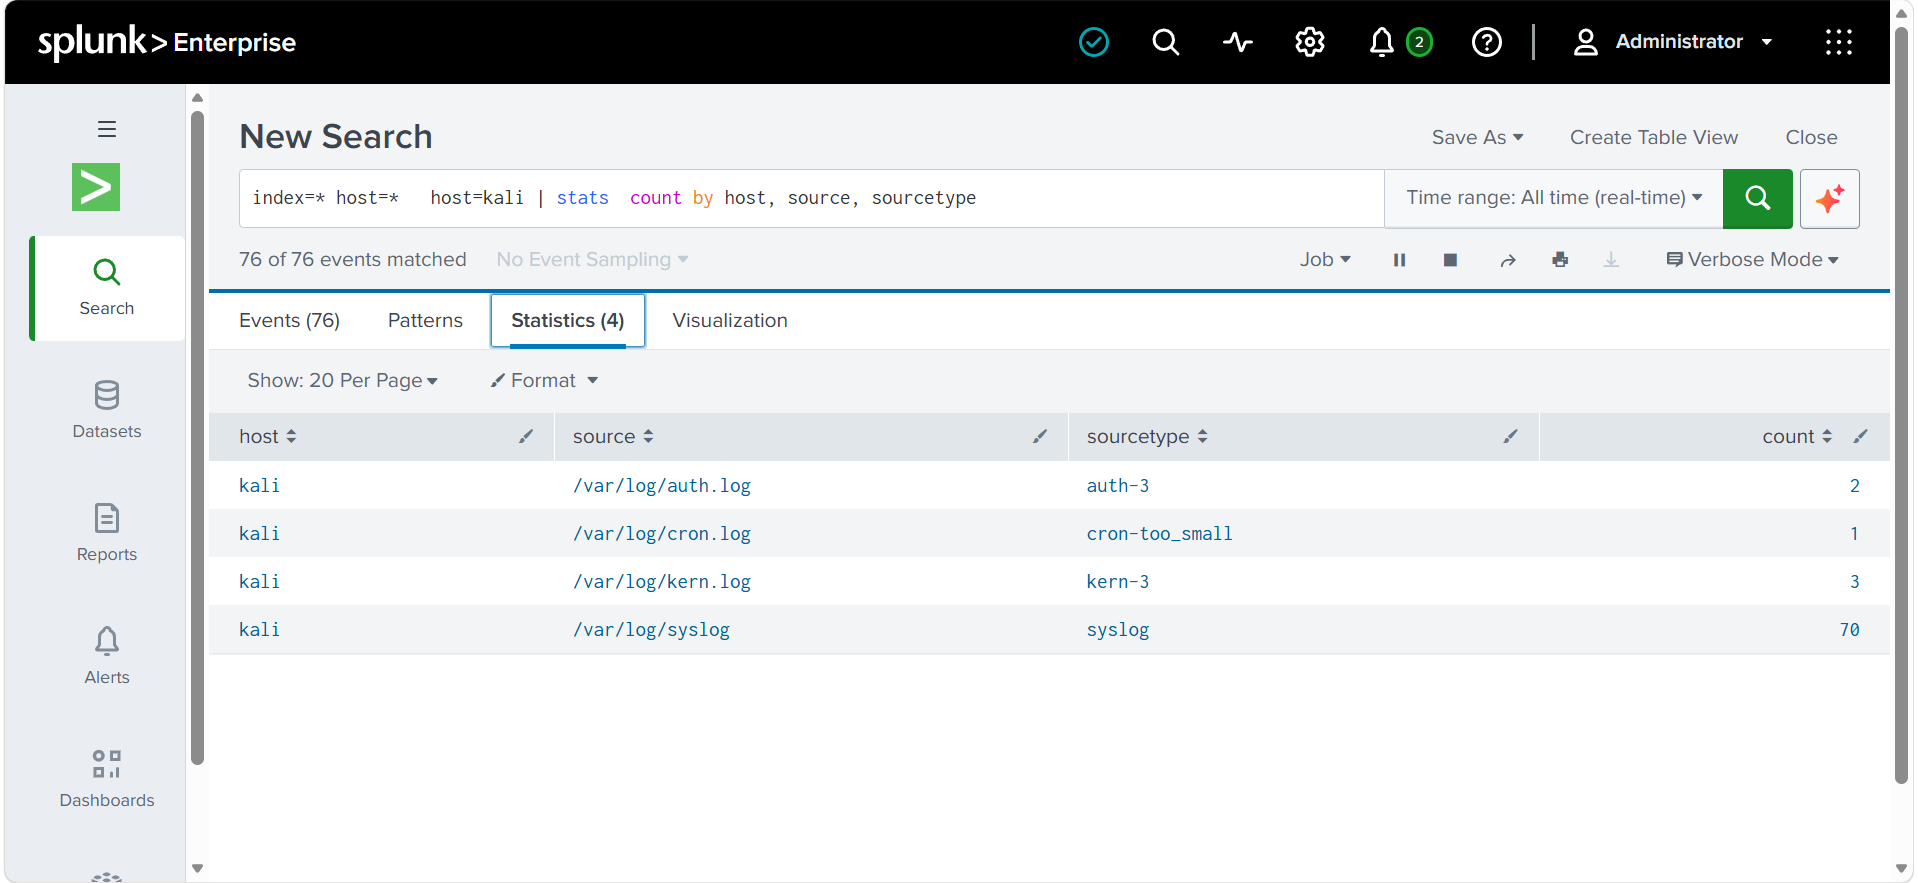 splunk>Enterprise
2
Administrator
New Search
Save As
Create Table View
Close
index=* host=*   host=kali | stats  count by host, source, sourcetype
Time range: All time (real-time)
76 of 76 events matched
No Event Sampling
Job
Verbose Mode
Search
Events (76)
Patterns
Statistics (4)
Visualization
Show: 20 Per Page
Format
Datasets
host
source
sourcetype
count
kali /var/log/auth.log auth-3 2
kali /var/log/cron.log cron-too_small 1
Reports
kali /var/log/kern.log kern-3 3
kali /var/log/syslog syslog 70
Alerts
Dashboards